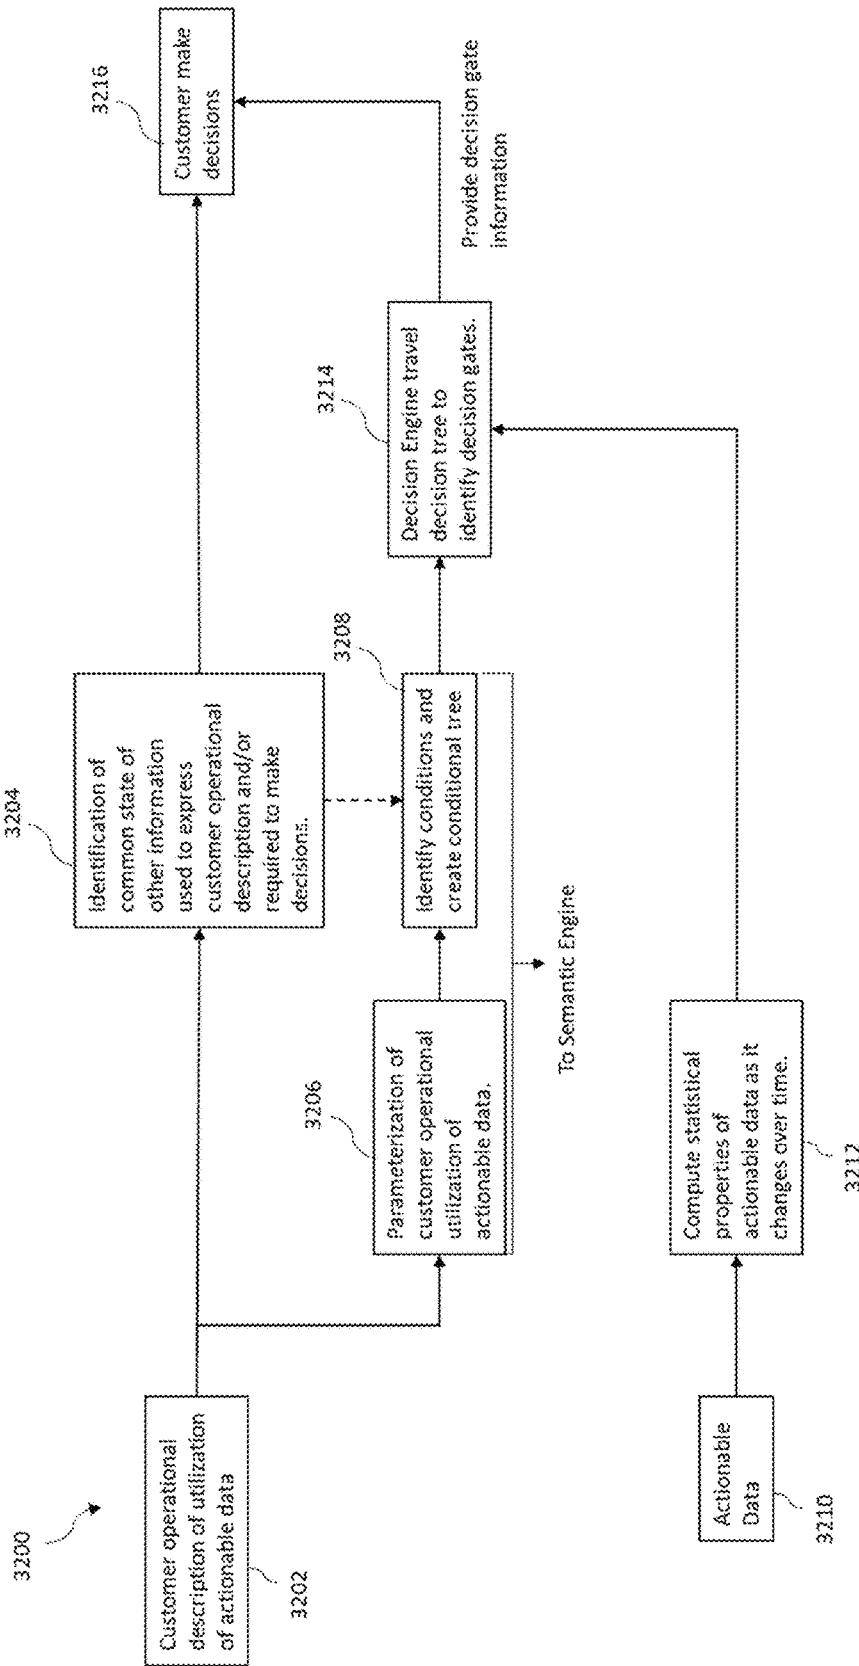 3200
Customer operational
description of utilization
of actionable data
3202
3204
Identification of
common state of
other information
used to express
customer operational
description and/or
required to make
decisions.
3216
Customer make
decisions
3206
Parameterization of
customer operational
utilization of
actionable data.
3208
Identify conditions and
create conditional tree.
To Semantic Engine
3214
Decision Engine travel
decision tree to
identify decision gates.
Provide decision gate
information
Actionable
Data
3210
Compute statistical
properties of
actionable data as it
changes over time.
3212